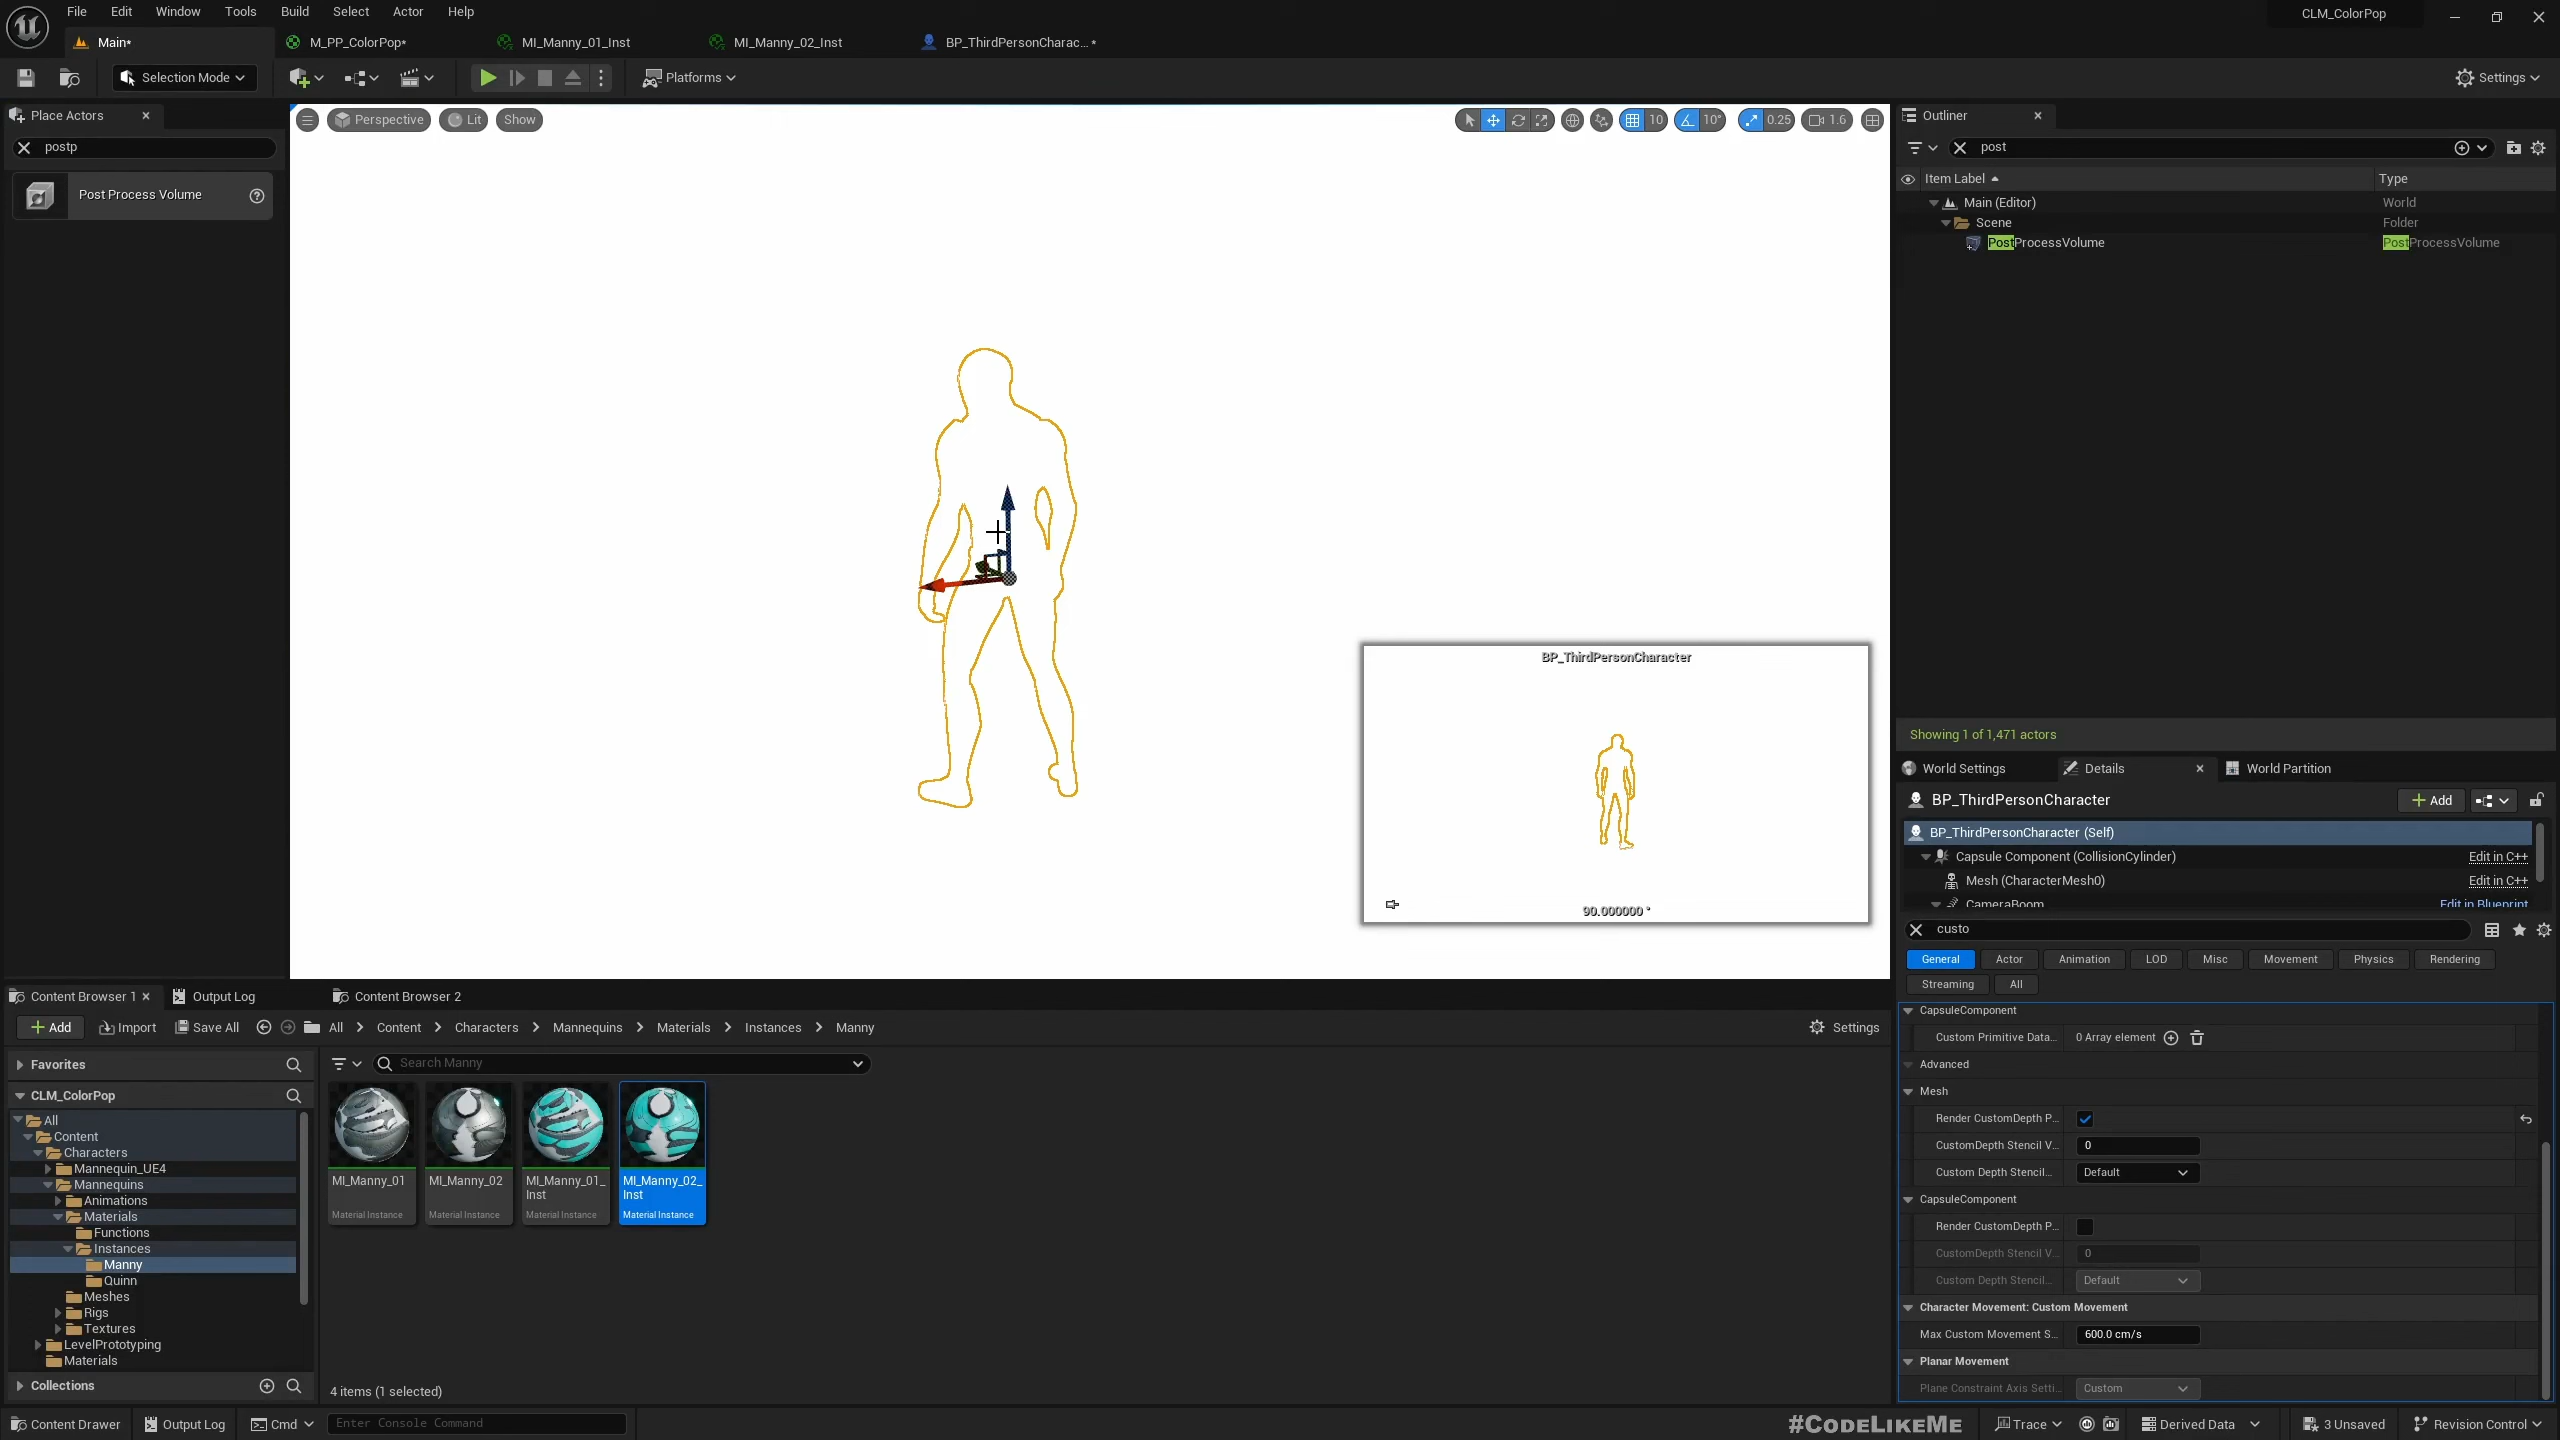 File Edit Window Tools Build Select Actor Help
CLM_ColorPop
Main*
M_PP_ColorPop*
MI_Manny_01_Inst
MI_Manny_02_Inst
BP_ThirdPersonCharac... *
Selection Mode
Platforms
Settings
Place Actors
postp
Post Process Volume
Perspective
Lit
Show
10
10°
0.25
1.6
BP_ThirdPersonCharacter
90.000000 °
Outliner
post
Item Label
Type
Main (Editor)
World
Scene
Folder
PostProcessVolume
PostProcessVolume
Showing 1 of 1,471 actors
World Settings
Details
World Partition
BP_ThirdPersonCharacter
Add
BP_ThirdPersonCharacter (Self)
Capsule Component (CollisionCylinder)
Edit in C++
Mesh (CharacterMesh0)
Edit in C++
CameraBoom
Edit in Blueprint
custo
General
Actor
Animation
LOD
Misc
Movement
Physics
Rendering
Streaming
All
CapsuleComponent
Custom Primitive Data...
0 Array element
Advanced
Mesh
Render CustomDepth P...
CustomDepth Stencil V...
0
Custom Depth Stencil...
Default
CapsuleComponent
Render CustomDepth P...
CustomDepth Stencil V...
0
Custom Depth Stencil...
Default
Character Movement: Custom Movement
Max Custom Movement S...
600.0 cm/s
Planar Movement
Plane Constraint Axis Setti...
Custom
Content Browser 1
Output Log
Content Browser 2
Add
Import
Save All
All
Content
Characters
Mannequins
Materials
Instances
Manny
Settings
Favorites
CLM_ColorPop
All
Content
Characters
Mannequin_UE4
Mannequins
Animations
Materials
Functions
Instances
Manny
Quinn
Meshes
Rigs
Textures
LevelPrototyping
Materials
Collections
Search Manny
MI_Manny_01
Material Instance
MI_Manny_02
Material Instance
MI_Manny_01_
Inst
Material Instance
MI_Manny_02_
Inst
Material Instance
4 items (1 selected)
Content Drawer
Output Log
Cmd
Enter Console Command
#CODELIKEME
Trace
Derived Data
3 Unsaved
Revision Control